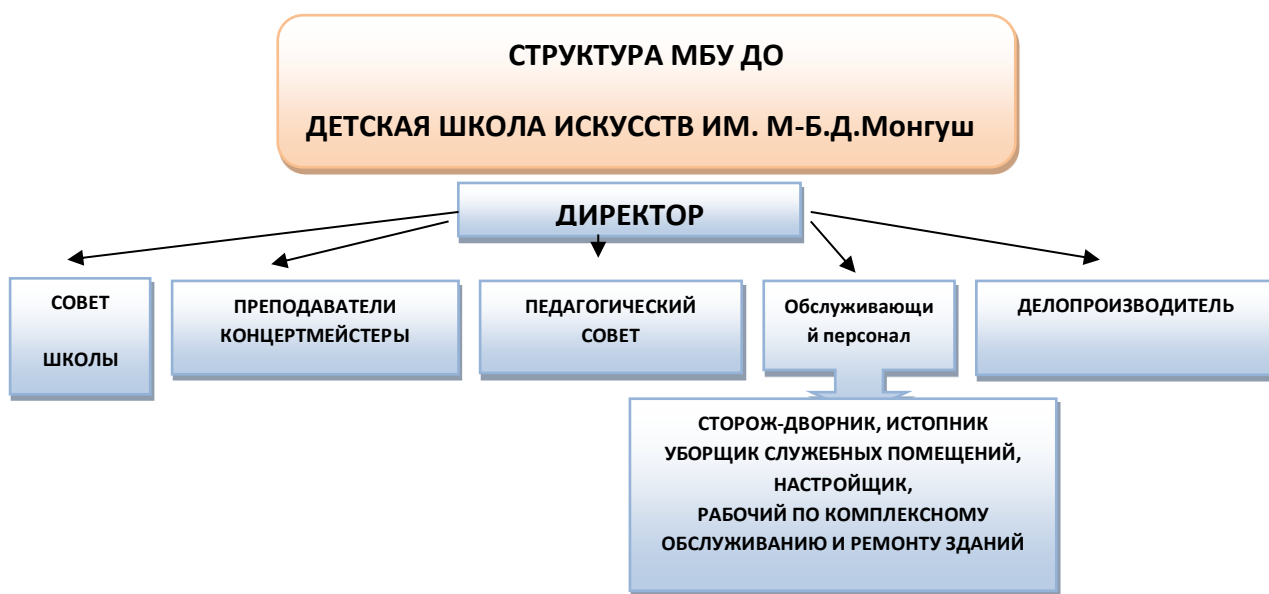 СТРУКТУРА МБУ ДО
ДЕТСКАЯ ШКОЛА ИСКУССТВ ИМ. М-Б.Д.Монгуш
ДИРЕКТОР
СОВЕТ
ШКОЛЫ
ПРЕПОДАВАТЕЛИ
КОНЦЕРТМЕЙСТЕРЫ
ПЕДАГОГИЧЕСКИЙ
СОВЕТ
Обслуживающи
й персонал
ДЕЛОПРОИЗВОДИТЕЛЬ
СТОРОЖ-ДВОРНИК, ИСТОПНИК
УБОРЩИК СЛУЖЕБНЫХ ПОМЕЩЕНИЙ,
НАСТРОЙЩИК,
РАБОЧИЙ ПО КОМПЛЕКСНОМУ
ОБСЛУЖИВАНИЮ И РЕМОНТУ ЗДАНИЙ